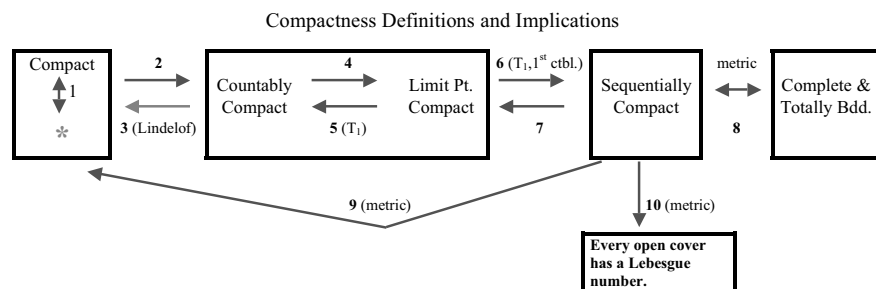 Compactness Definitions and Implications
Compact
1
*
2
3 (Lindelof)
Countably
Compact
4
5 (T₁)
Limit Pt.
Compact
6 (T₁,1ˢᵗ ctbl.)
7
Sequentially
Compact
metric
8
Complete &
Totally Bdd.
9 (metric)
10 (metric)
Every open cover
has a Lebesgue
number.